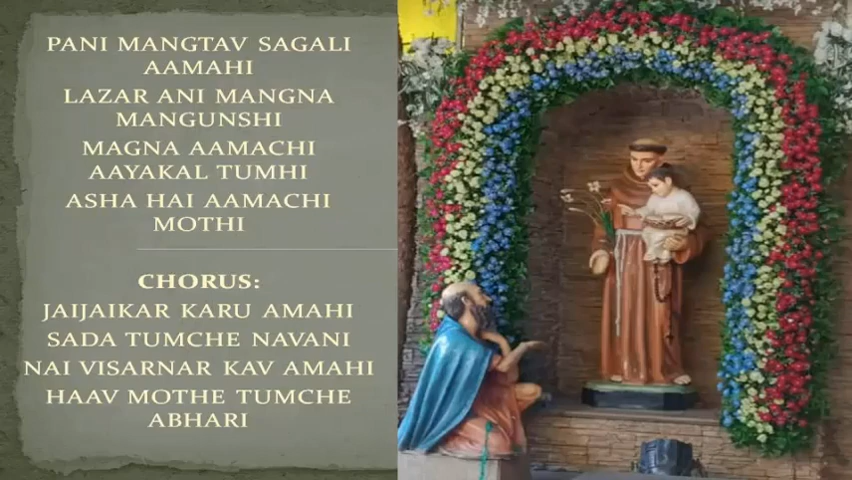 PANI MANGTAV SAGALI
AAMAHI
LAZAR ANI MANGNA
MANGUNSHI
MAGNA AAMACHI
AAYAKAL TUMHI
ASHA HAI AAMACHI
MOTHI
CHORUS:
JAIJAIKAR KARU AMAHI
SADA TUMCHE NAVANI
NAI VISARNAR KAV AMAHI
HAAV MOTHE TUMCHE
ABHARI